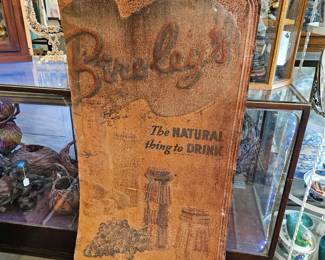 Bireley's
The NATURAL
thing to DRINK